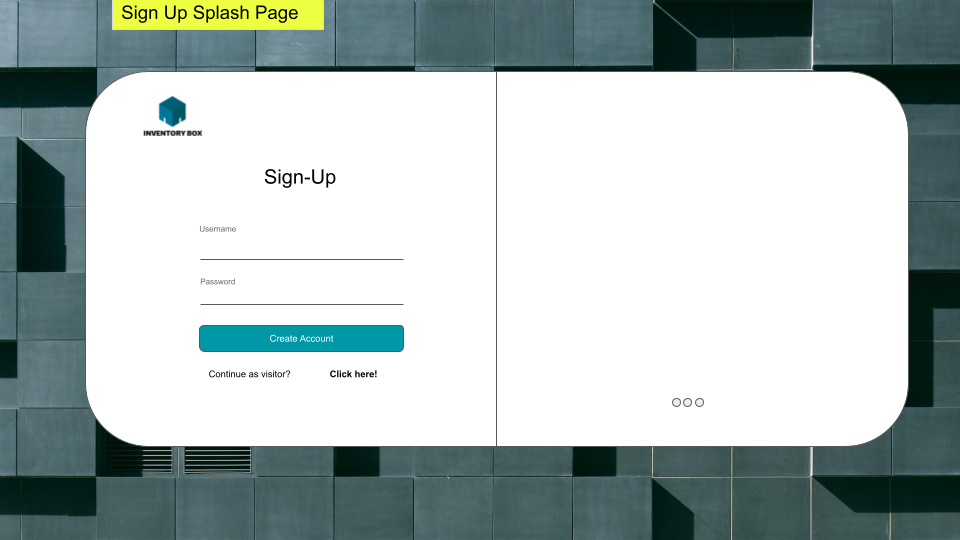 Sign Up Splash Page
INVENTORY BOX
Sign-Up
Username
Password
Create Account
Continue as visitor? Click here!